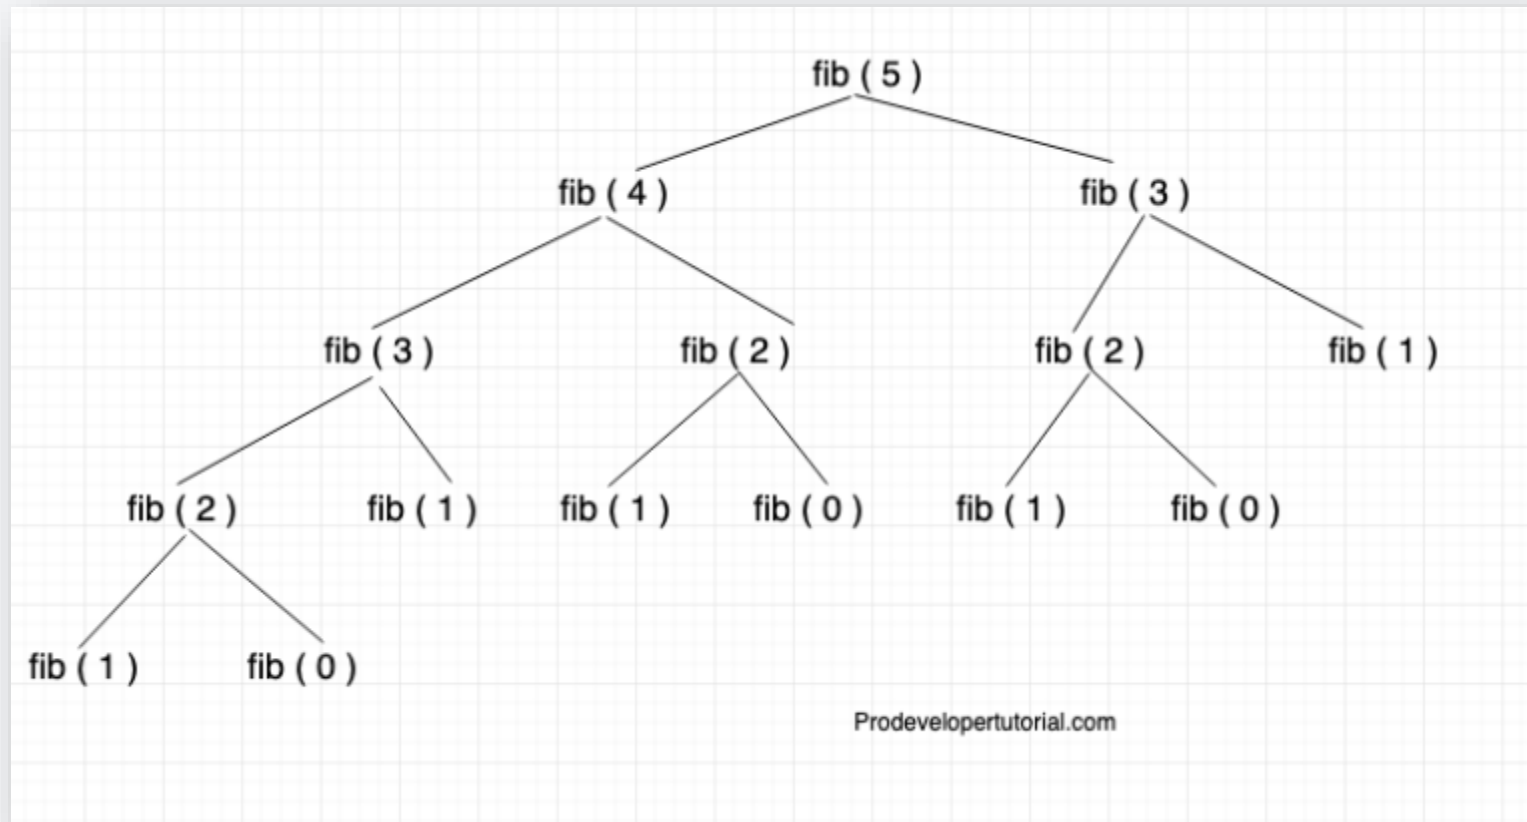 fib ( 5 )
fib ( 4 ) fib ( 3 )
fib ( 3 ) fib ( 2 ) fib ( 2 ) fib ( 1 )
fib ( 2 ) fib ( 1 ) fib ( 1 ) fib ( 0 ) fib ( 1 ) fib ( 0 )
fib ( 1 ) fib ( 0 )
Prodevelopertutorial.com